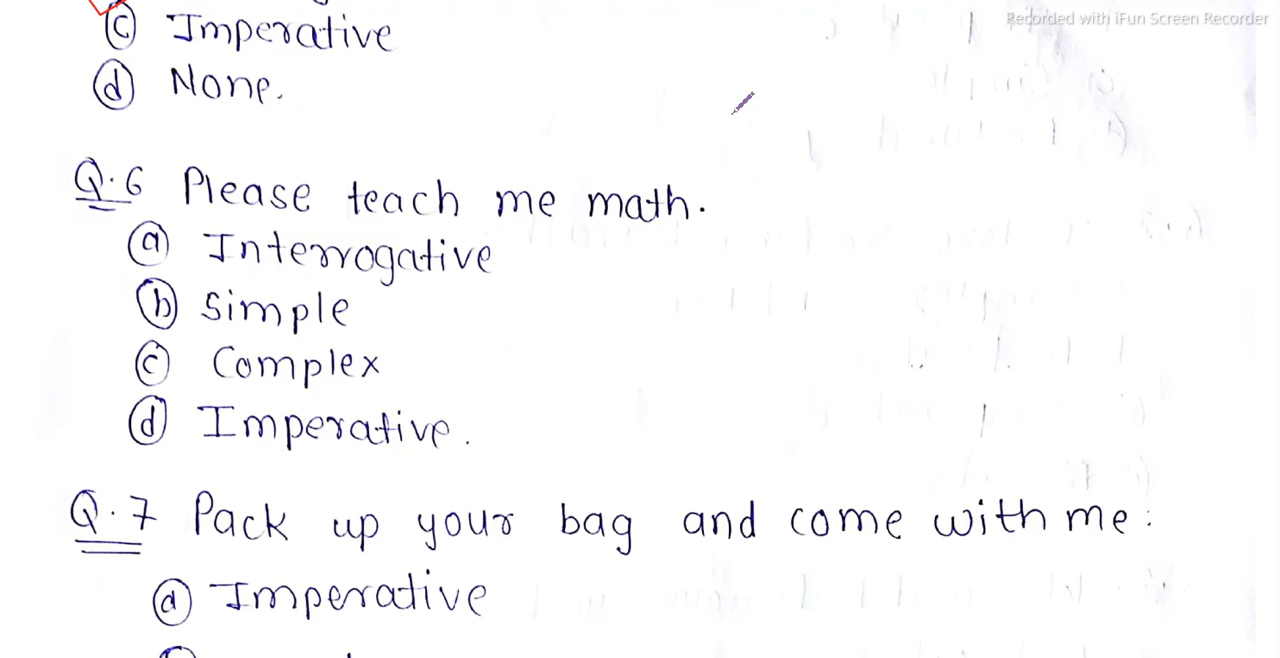 Recorded with iFun Screen Recorder
(c) Imperative
(d) None.
Q.6 Please teach me math.
(a) Interrogative
(b) Simple
(c) Complex
(d) Imperative.
Q.7 Pack up your bag and come with me:
(a) Imperative